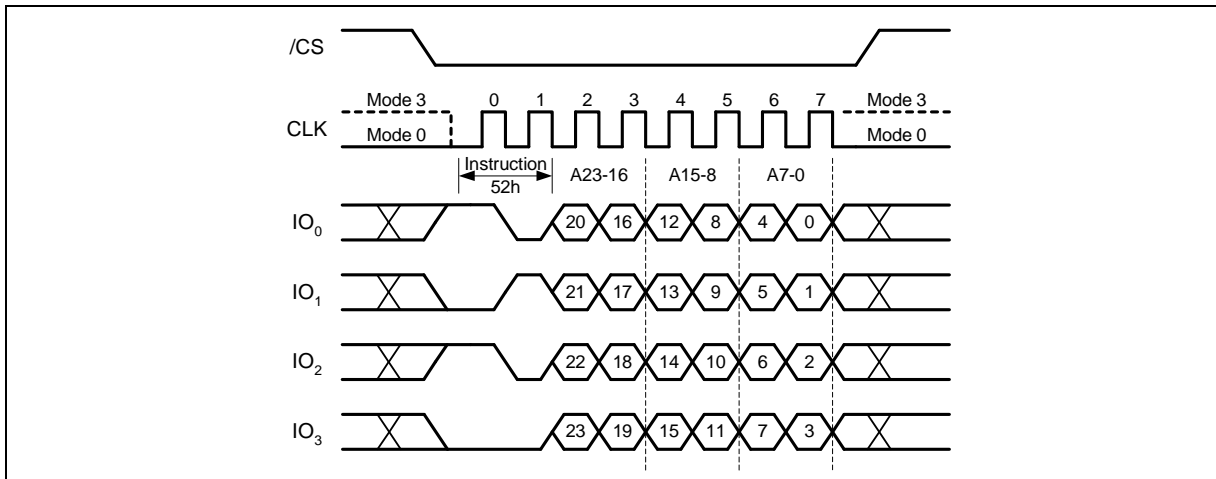 /CS
Mode 3 0 1 2 3 4 5 6 7 Mode 3
CLK Mode 0 Mode 0
Instruction
52h A23-16 A15-8 A7-0
IO0 20 16 12 8 4 0
IO1 21 17 13 9 5 1
IO2 22 18 14 10 6 2
IO3 23 19 15 11 7 3